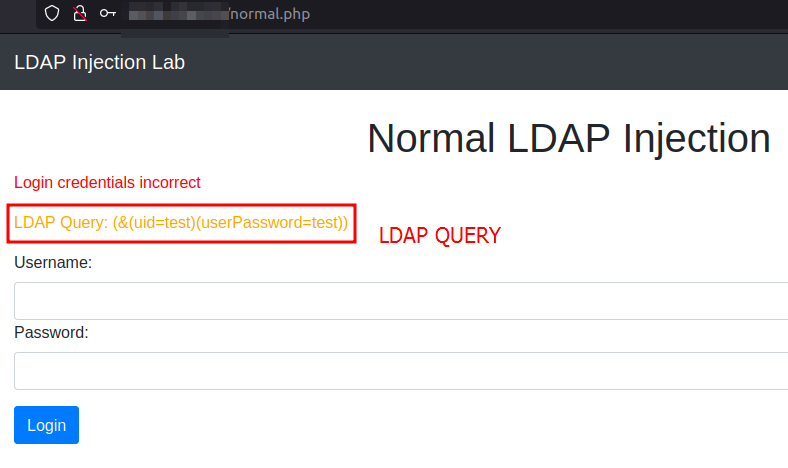 /normal.php
LDAP Injection Lab
Normal LDAP Injection
Login credentials incorrect
LDAP Query: (&(uid=test)(userPassword=test))
LDAP QUERY
Username:
Password:
Login